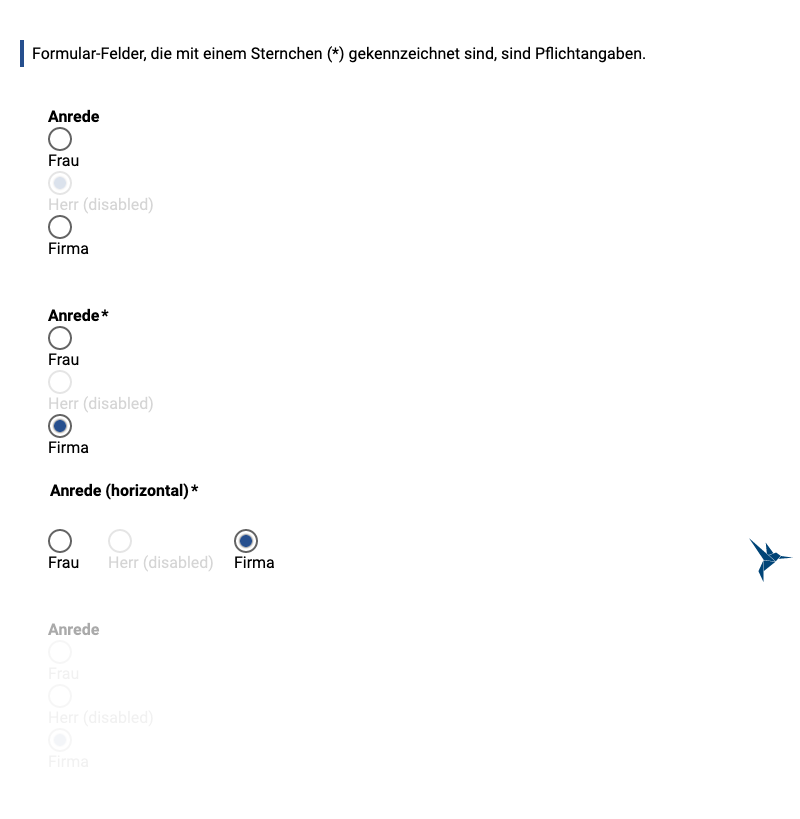 Formular-Felder, die mit einem Sternchen (*) gekennzeichnet sind, sind Pflichtangaben.
Anrede
Frau
Herr (disabled)
Firma
Anrede*
Frau
Herr (disabled)
Firma
Anrede (horizontal)*
Frau Herr (disabled) Firma
Anrede
Frau
Herr (disabled)
Firma